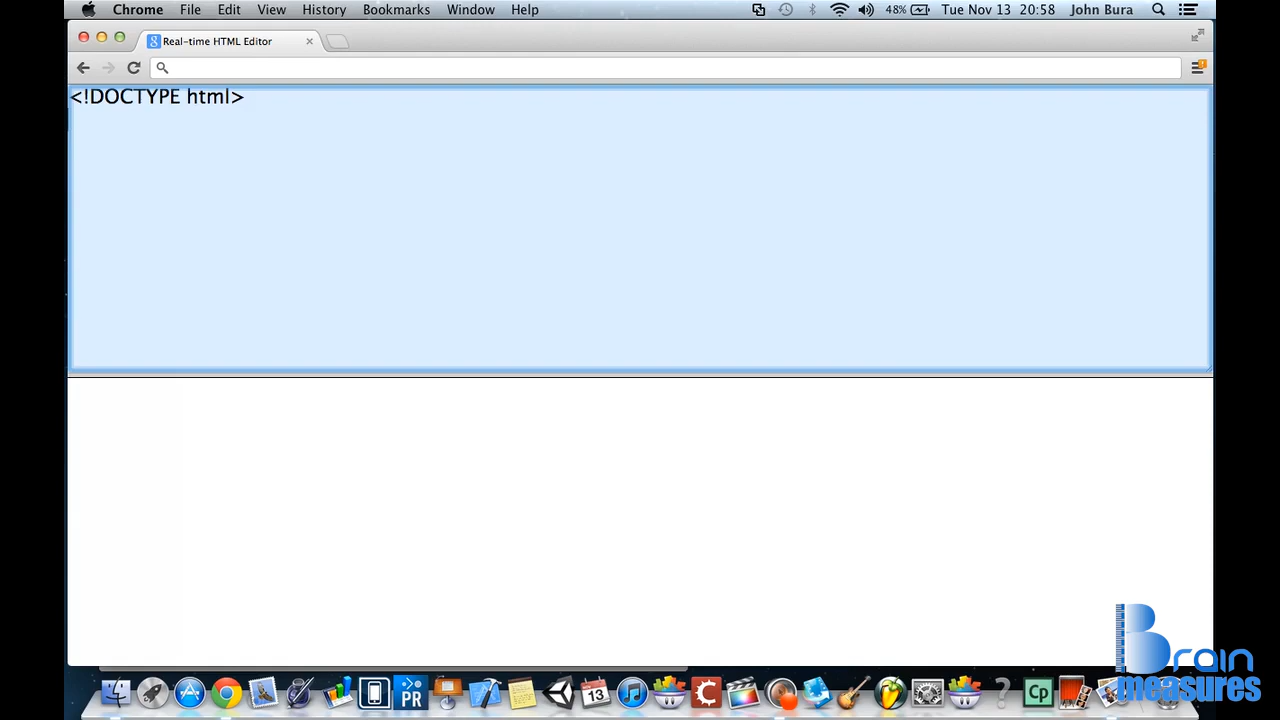 Chrome File Edit View History Bookmarks Window Help 48% Tue Nov 13 20:58 John Bura
Real-time HTML Editor
<!DOCTYPE html>
PR
13
Cp
Brain
measures